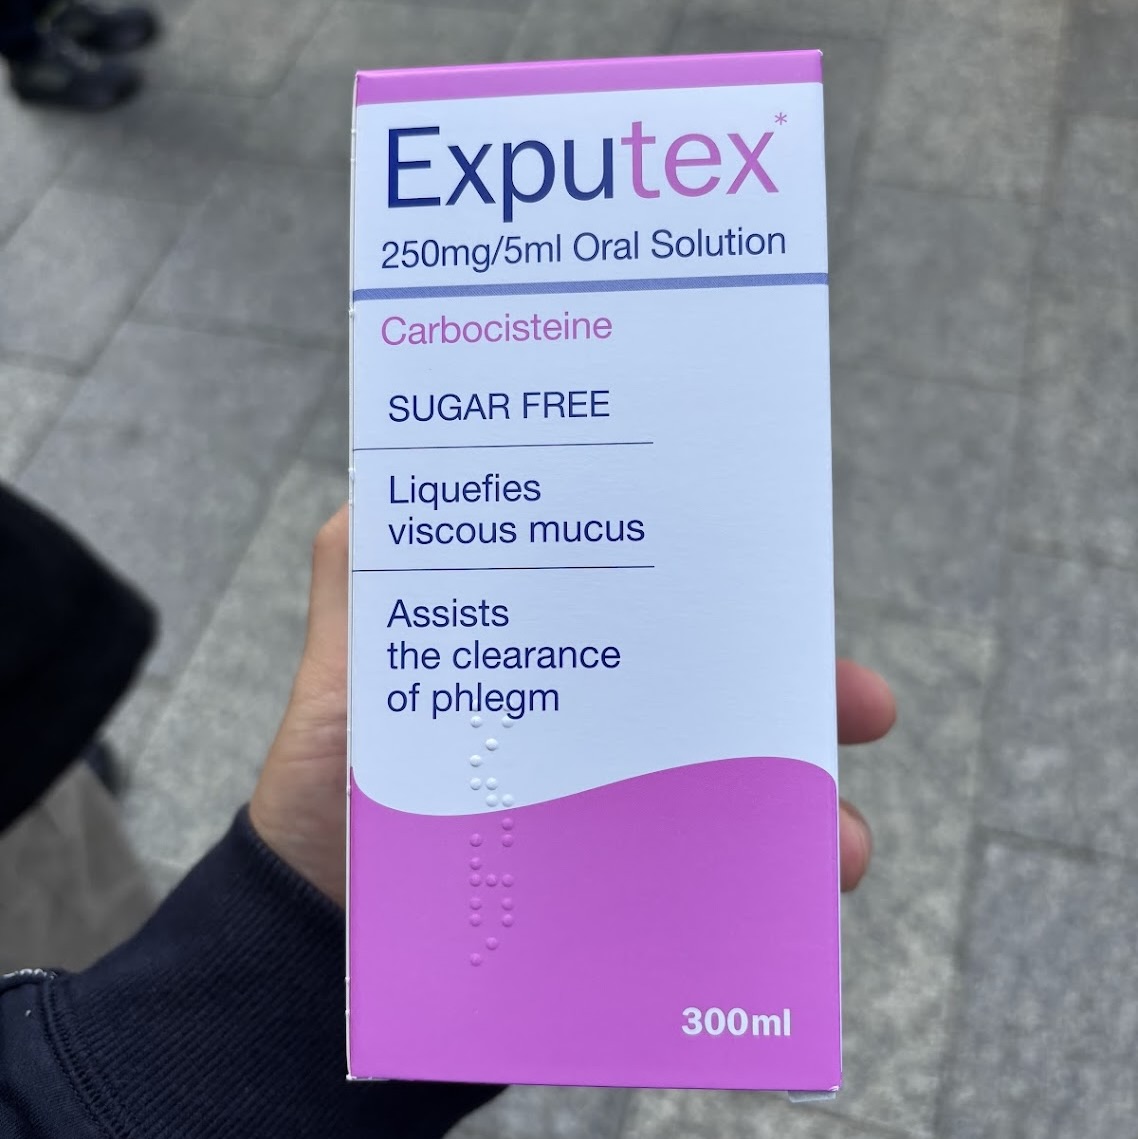 Exputex*
250mg/5ml Oral Solution
Carbocisteine
SUGAR FREE
Liquefies
viscous mucus
Assists
the clearance
of phlegm
300ml